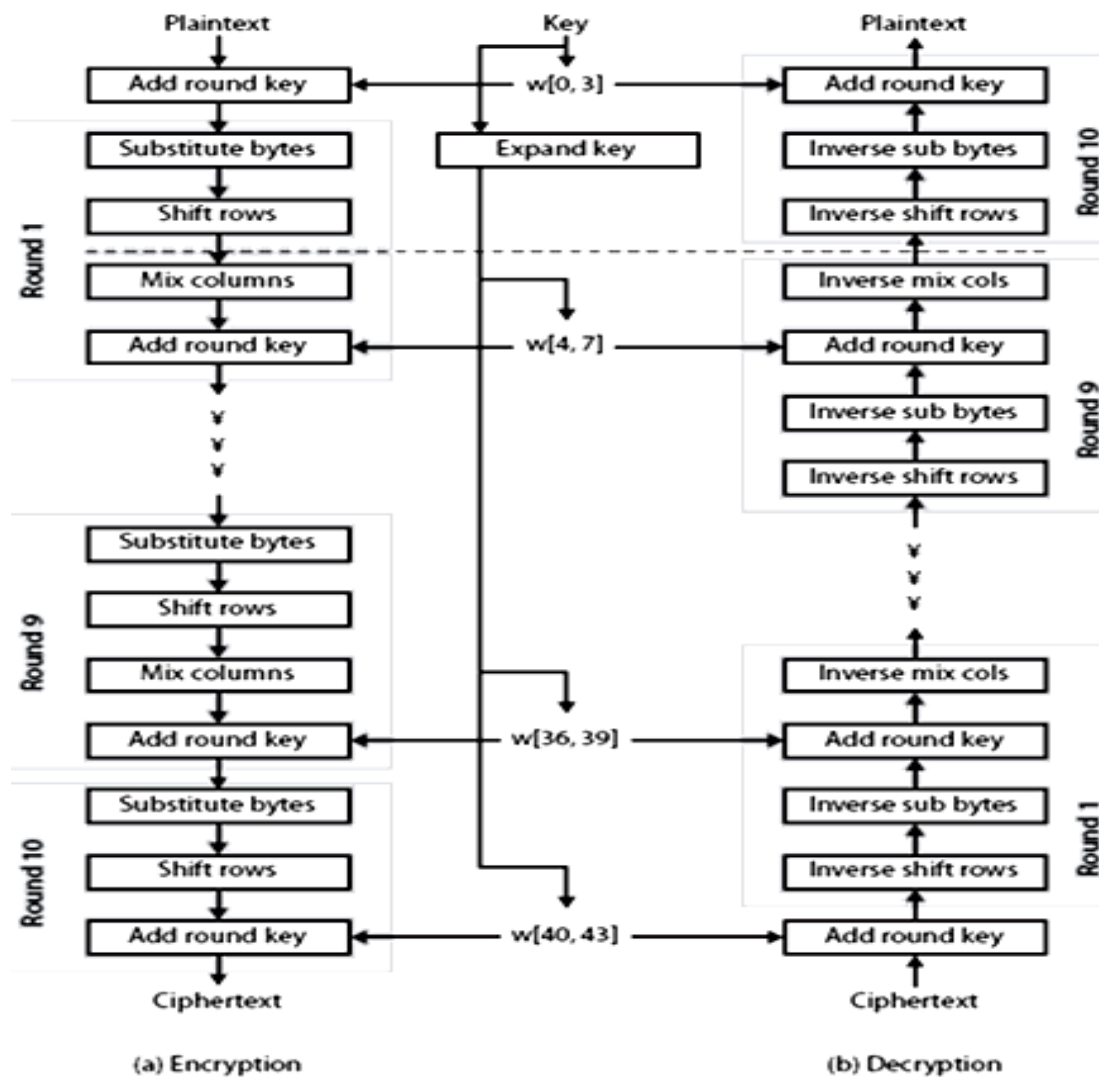 Plaintext
Key
Plaintext
Add round key
w[0, 3]
Add round key
Substitute bytes
Expand key
Inverse sub bytes
Round 10
Shift rows
Inverse shift rows
Round 1
Mix columns
Inverse mix cols
Add round key
w[4, 7]
Add round key
¥
Inverse sub bytes
Round 9
¥
¥
Inverse shift rows
Substitute bytes
¥
Shift rows
¥
¥
Round 9
Mix columns
Inverse mix cols
Add round key
w[36, 39]
Add round key
Substitute bytes
Inverse sub bytes
Round 1
Round 10
Shift rows
Inverse shift rows
Add round key
w[40, 43]
Add round key
Ciphertext
Ciphertext
(a) Encryption
(b) Decryption